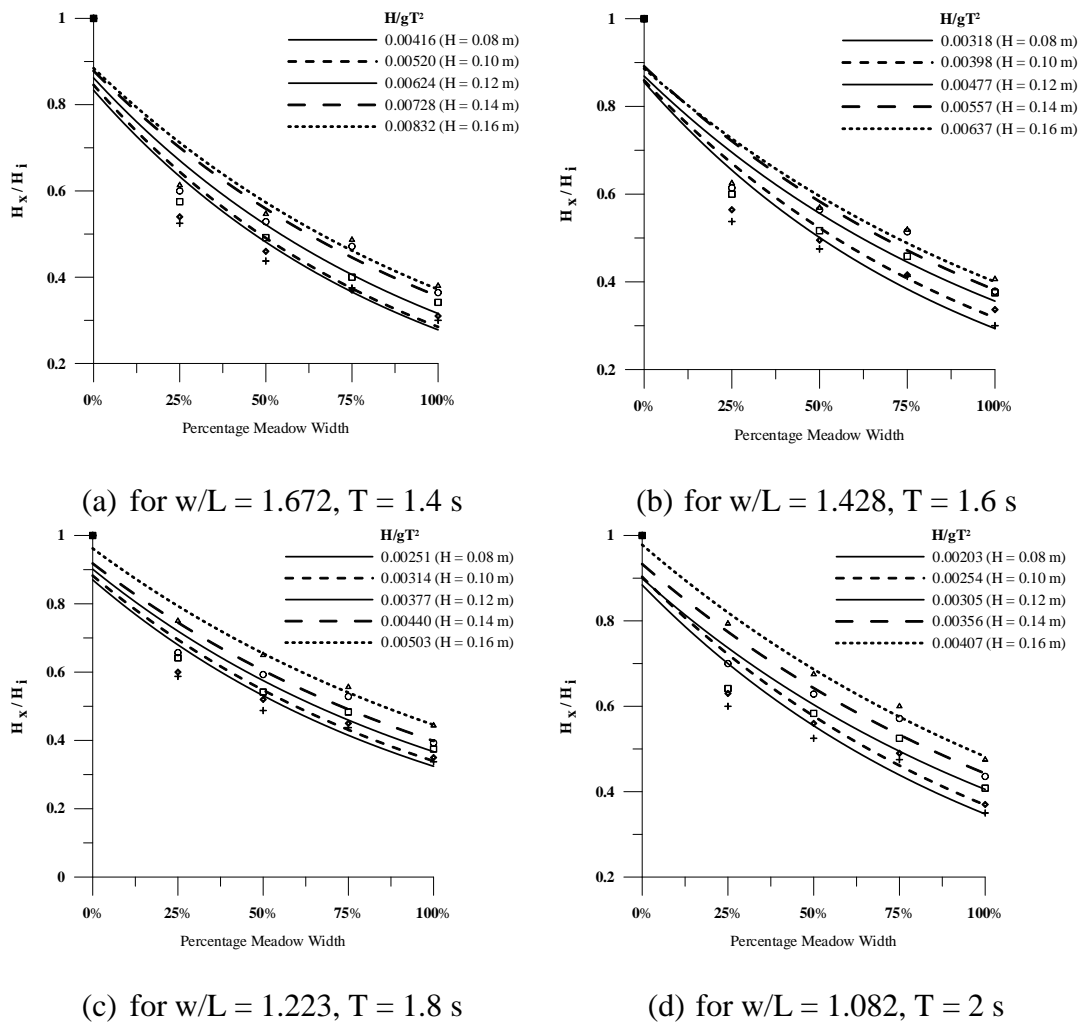 H/gT²
0.00416 (H = 0.08 m)
0.00520 (H = 0.10 m)
0.00624 (H = 0.12 m)
0.00728 (H = 0.14 m)
0.00832 (H = 0.16 m)
1
0.8
0.6
0.4
0.2
H x / H i
0% 25% 50% 75% 100%
Percentage Meadow Width
(a) for w/L = 1.672, T = 1.4 s
H/gT²
0.00318 (H = 0.08 m)
0.00398 (H = 0.10 m)
0.00477 (H = 0.12 m)
0.00557 (H = 0.14 m)
0.00637 (H = 0.16 m)
1
0.8
0.6
0.4
0.2
H x / H i
0% 25% 50% 75% 100%
Percentage Meadow Width
(b) for w/L = 1.428, T = 1.6 s
H/gT²
0.00251 (H = 0.08 m)
0.00314 (H = 0.10 m)
0.00377 (H = 0.12 m)
0.00440 (H = 0.14 m)
0.00503 (H = 0.16 m)
1
0.8
0.6
0.4
0.2
0
H x / H i
0% 25% 50% 75% 100%
Percentage Meadow Width
(c) for w/L = 1.223, T = 1.8 s
H/gT²
0.00203 (H = 0.08 m)
0.00254 (H = 0.10 m)
0.00305 (H = 0.12 m)
0.00356 (H = 0.14 m)
0.00407 (H = 0.16 m)
1
0.8
0.6
0.4
0.2
H x / H i
0% 25% 50% 75% 100%
Percentage Meadow Width
(d) for w/L = 1.082, T = 2 s